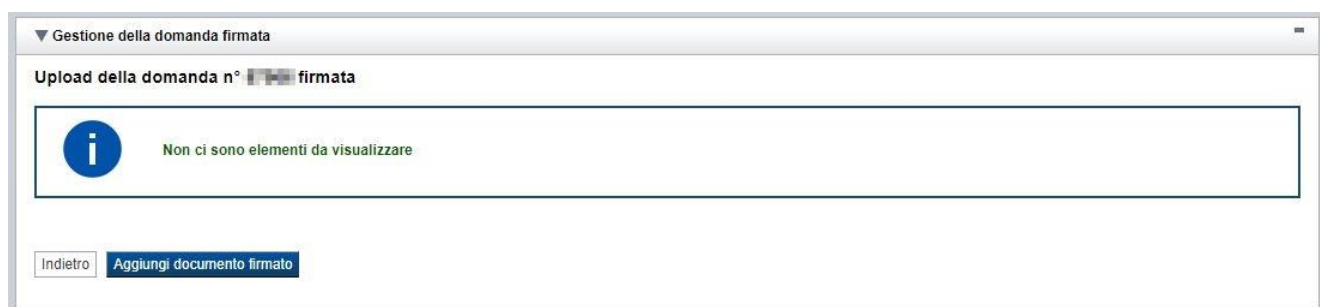 Gestione della domanda firmata
Upload della domanda n° firmata
Non ci sono elementi da visualizzare
Indietro Aggiungi documento firmato